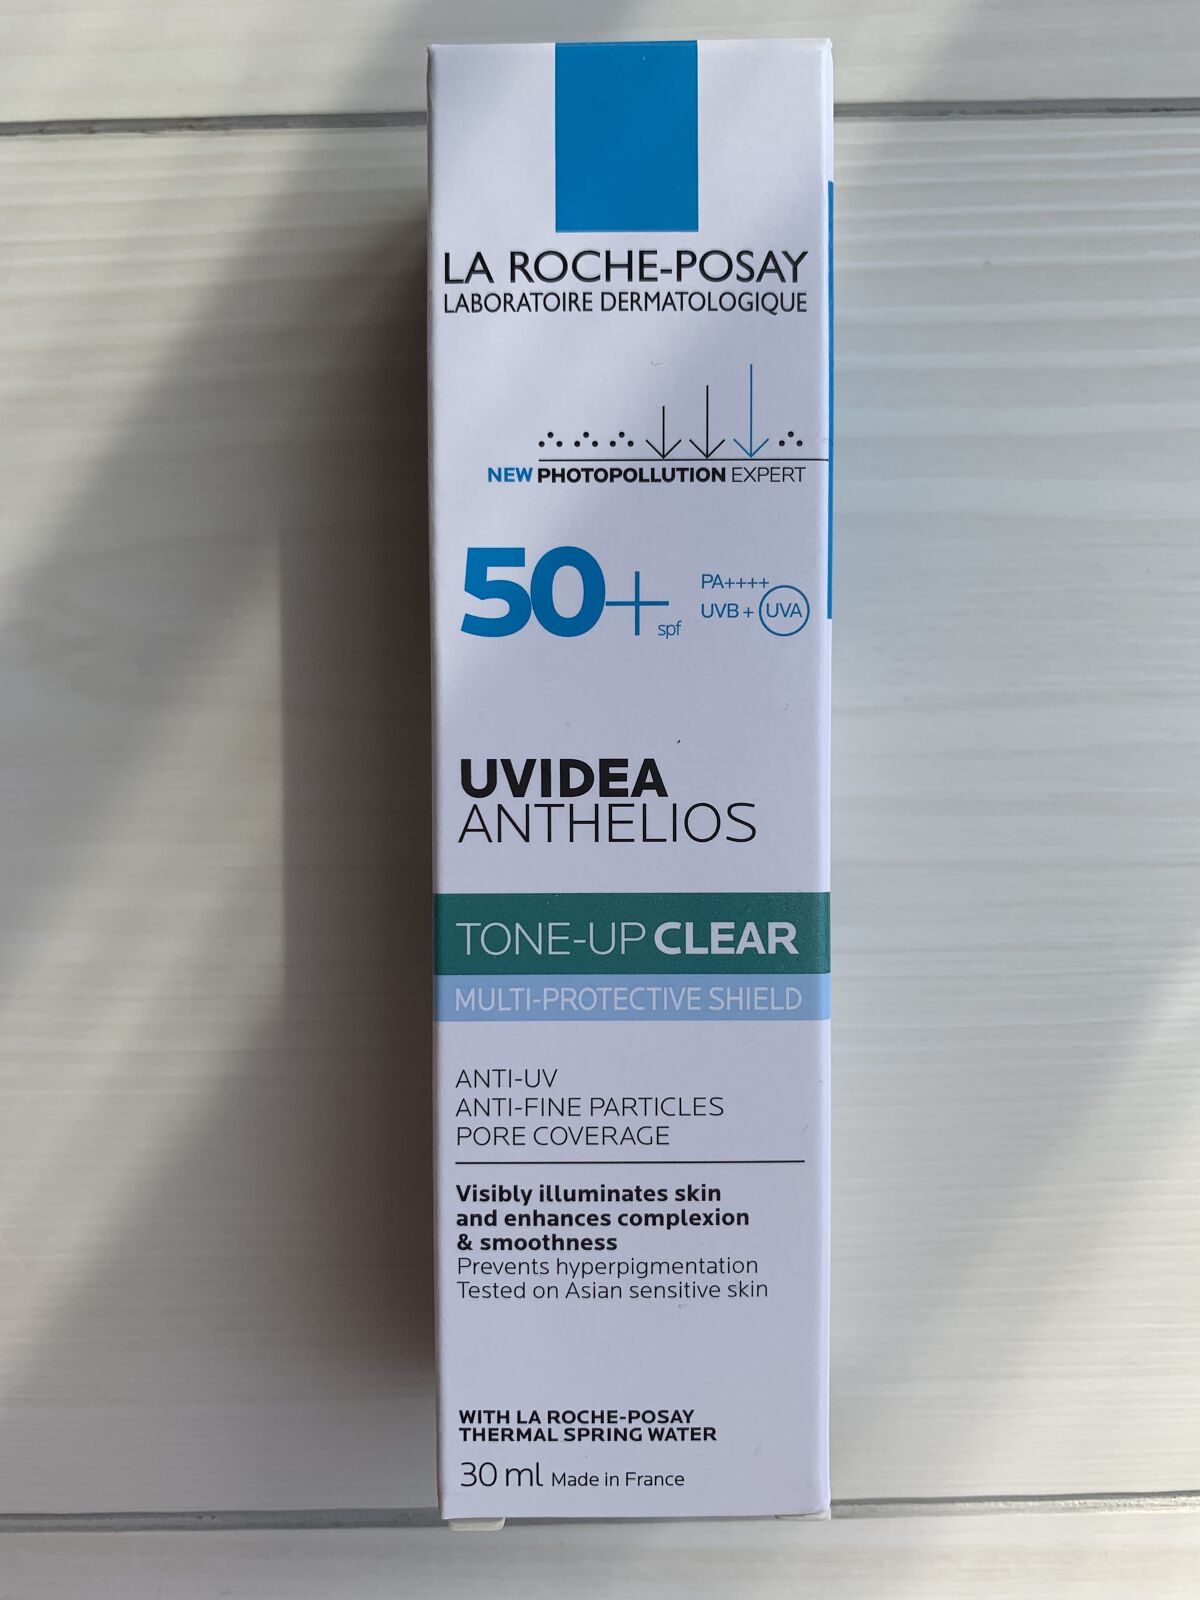 LA ROCHE-POSAY
LABORATOIRE DERMATOLOGIQUE
NEW PHOTOPOLLUTION EXPERT
50+ spf
PA++++
UVB + UVA
UVIDEA
ANTHELIOS
TONE-UP CLEAR
MULTI-PROTECTIVE SHIELD
ANTI-UV
ANTI-FINE PARTICLES
PORE COVERAGE
Visibly illuminates skin
and enhances complexion
& smoothness
Prevents hyperpigmentation
Tested on Asian sensitive skin
WITH LA ROCHE-POSAY
THERMAL SPRING WATER
30 ml Made in France